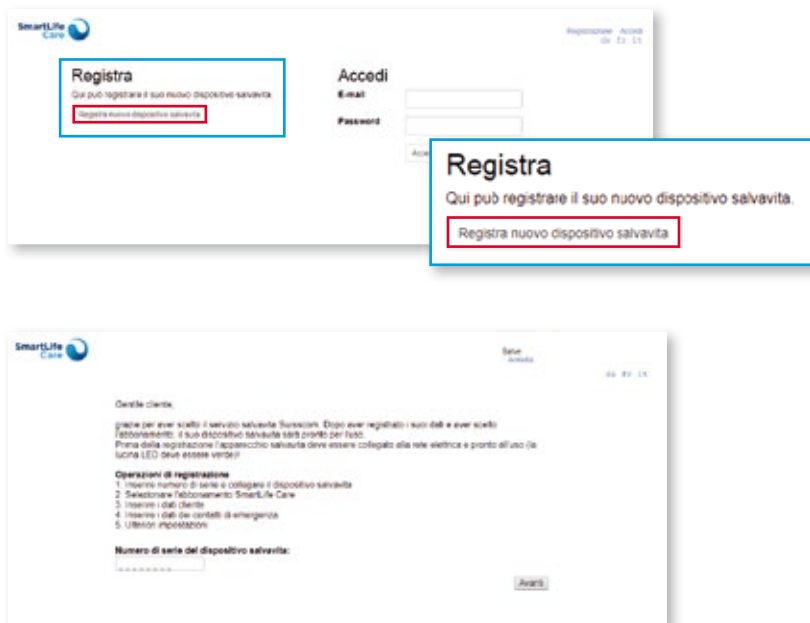 SmartLife
Care
Registrazione Accedi
de fr it
Registra
Qui può registrare il suo nuovo dispositivo salvavita.
Registra nuovo dispositivo salvavita
Accedi
E-mail
Password
Registra
Qui può registrare il suo nuovo dispositivo salvavita.
Registra nuovo dispositivo salvavita
SmartLife
Care
Salve
de fr it
Gentile cliente,
grazie per aver scelto il servizio salvavita Swisscom. Dopo aver registrato i suoi dati e aver scelto
l'abbonamento, il suo dispositivo salvavita sarà pronto per l'uso.
Prima della registrazione l'apparecchio salvavita deve essere collegato alla rete elettrica e pronto all'uso (la
lucina LED deve essere verde)!
Operazioni di registrazione
1. Inserire numero di serie e collegare il dispositivo salvavita
2. Selezionare l'abbonamento SmartLife Care
3. Inserire i dati cliente
4. Inserire i dati dei contatti di emergenza
5. Ulteriori impostazioni
Numero di serie del dispositivo salvavita:
Avanti